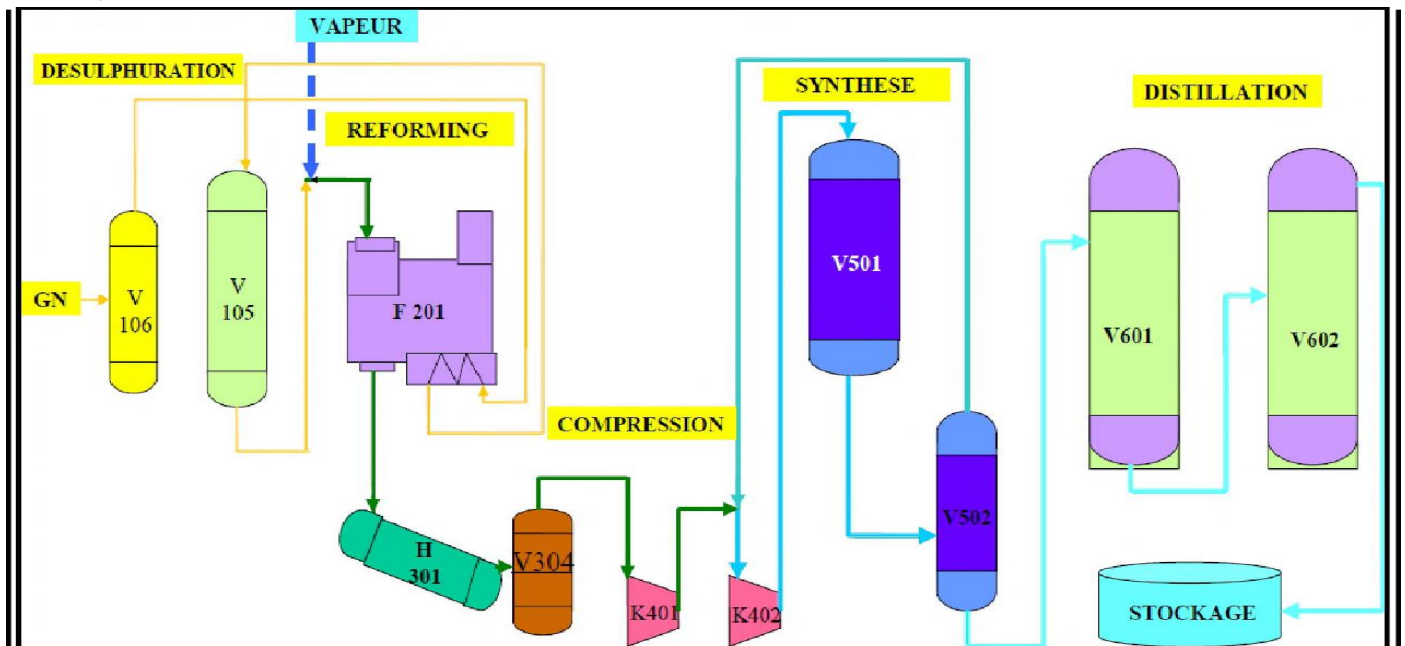 VAPEUR
DESULPHURATION
REFORMING
SYNTHESE
DISTILLATION
GN
V
106
V
105
F 201
V501
V601
V602
COMPRESSION
H
301
V304
V502
K401
K402
STOCKAGE